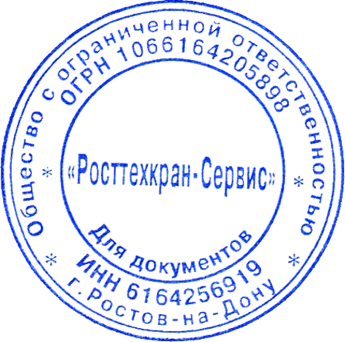 * Общество с ограниченной ответственностью *
ОГРН 1066164205898
«Росттехкран-Сервис»
Для документов
ИНН 6164256919
* г. Ростов-на-Дону *